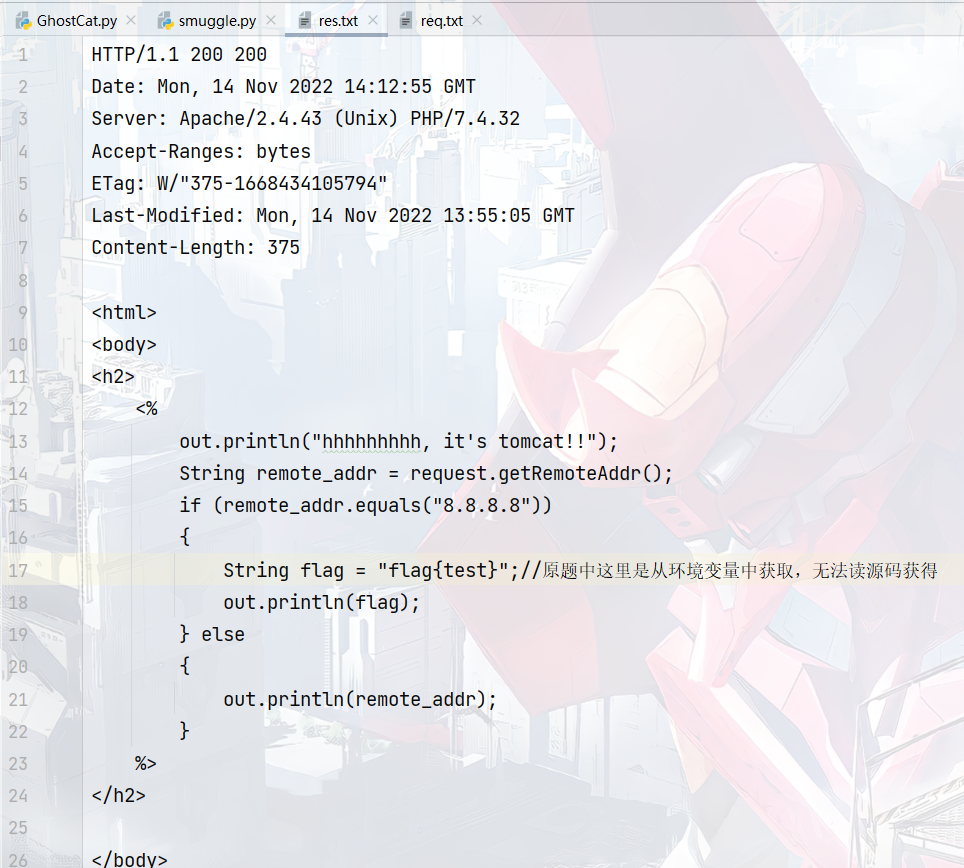 GhostCat.py smuggle.py res.txt req.txt
1 HTTP/1.1 200 200
2 Date: Mon, 14 Nov 2022 14:12:55 GMT
3 Server: Apache/2.4.43 (Unix) PHP/7.4.32
4 Accept-Ranges: bytes
5 ETag: W/"375-1668434105794"
6 Last-Modified: Mon, 14 Nov 2022 13:55:05 GMT
7 Content-Length: 375
8
9 <html>
10 <body>
11 <h2>
12 <%
13 out.println("hhhhhhhhh, it's tomcat!!");
14 String remote_addr = request.getRemoteAddr();
15 if (remote_addr.equals("8.8.8.8"))
16 {
17 String flag = "flag{test}";//原题中这里是从环境变量中获取，无法读源码获得
18 out.println(flag);
19 } else
20 {
21 out.println(remote_addr);
22 }
23 %>
24 </h2>
25
26 </body>